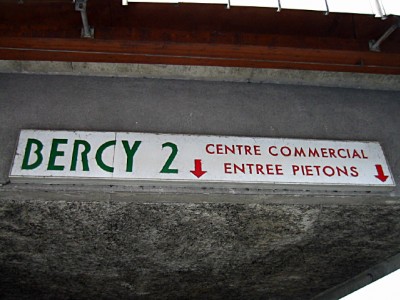 BERCY 2
CENTRE COMMERCIAL
ENTREE PIETONS